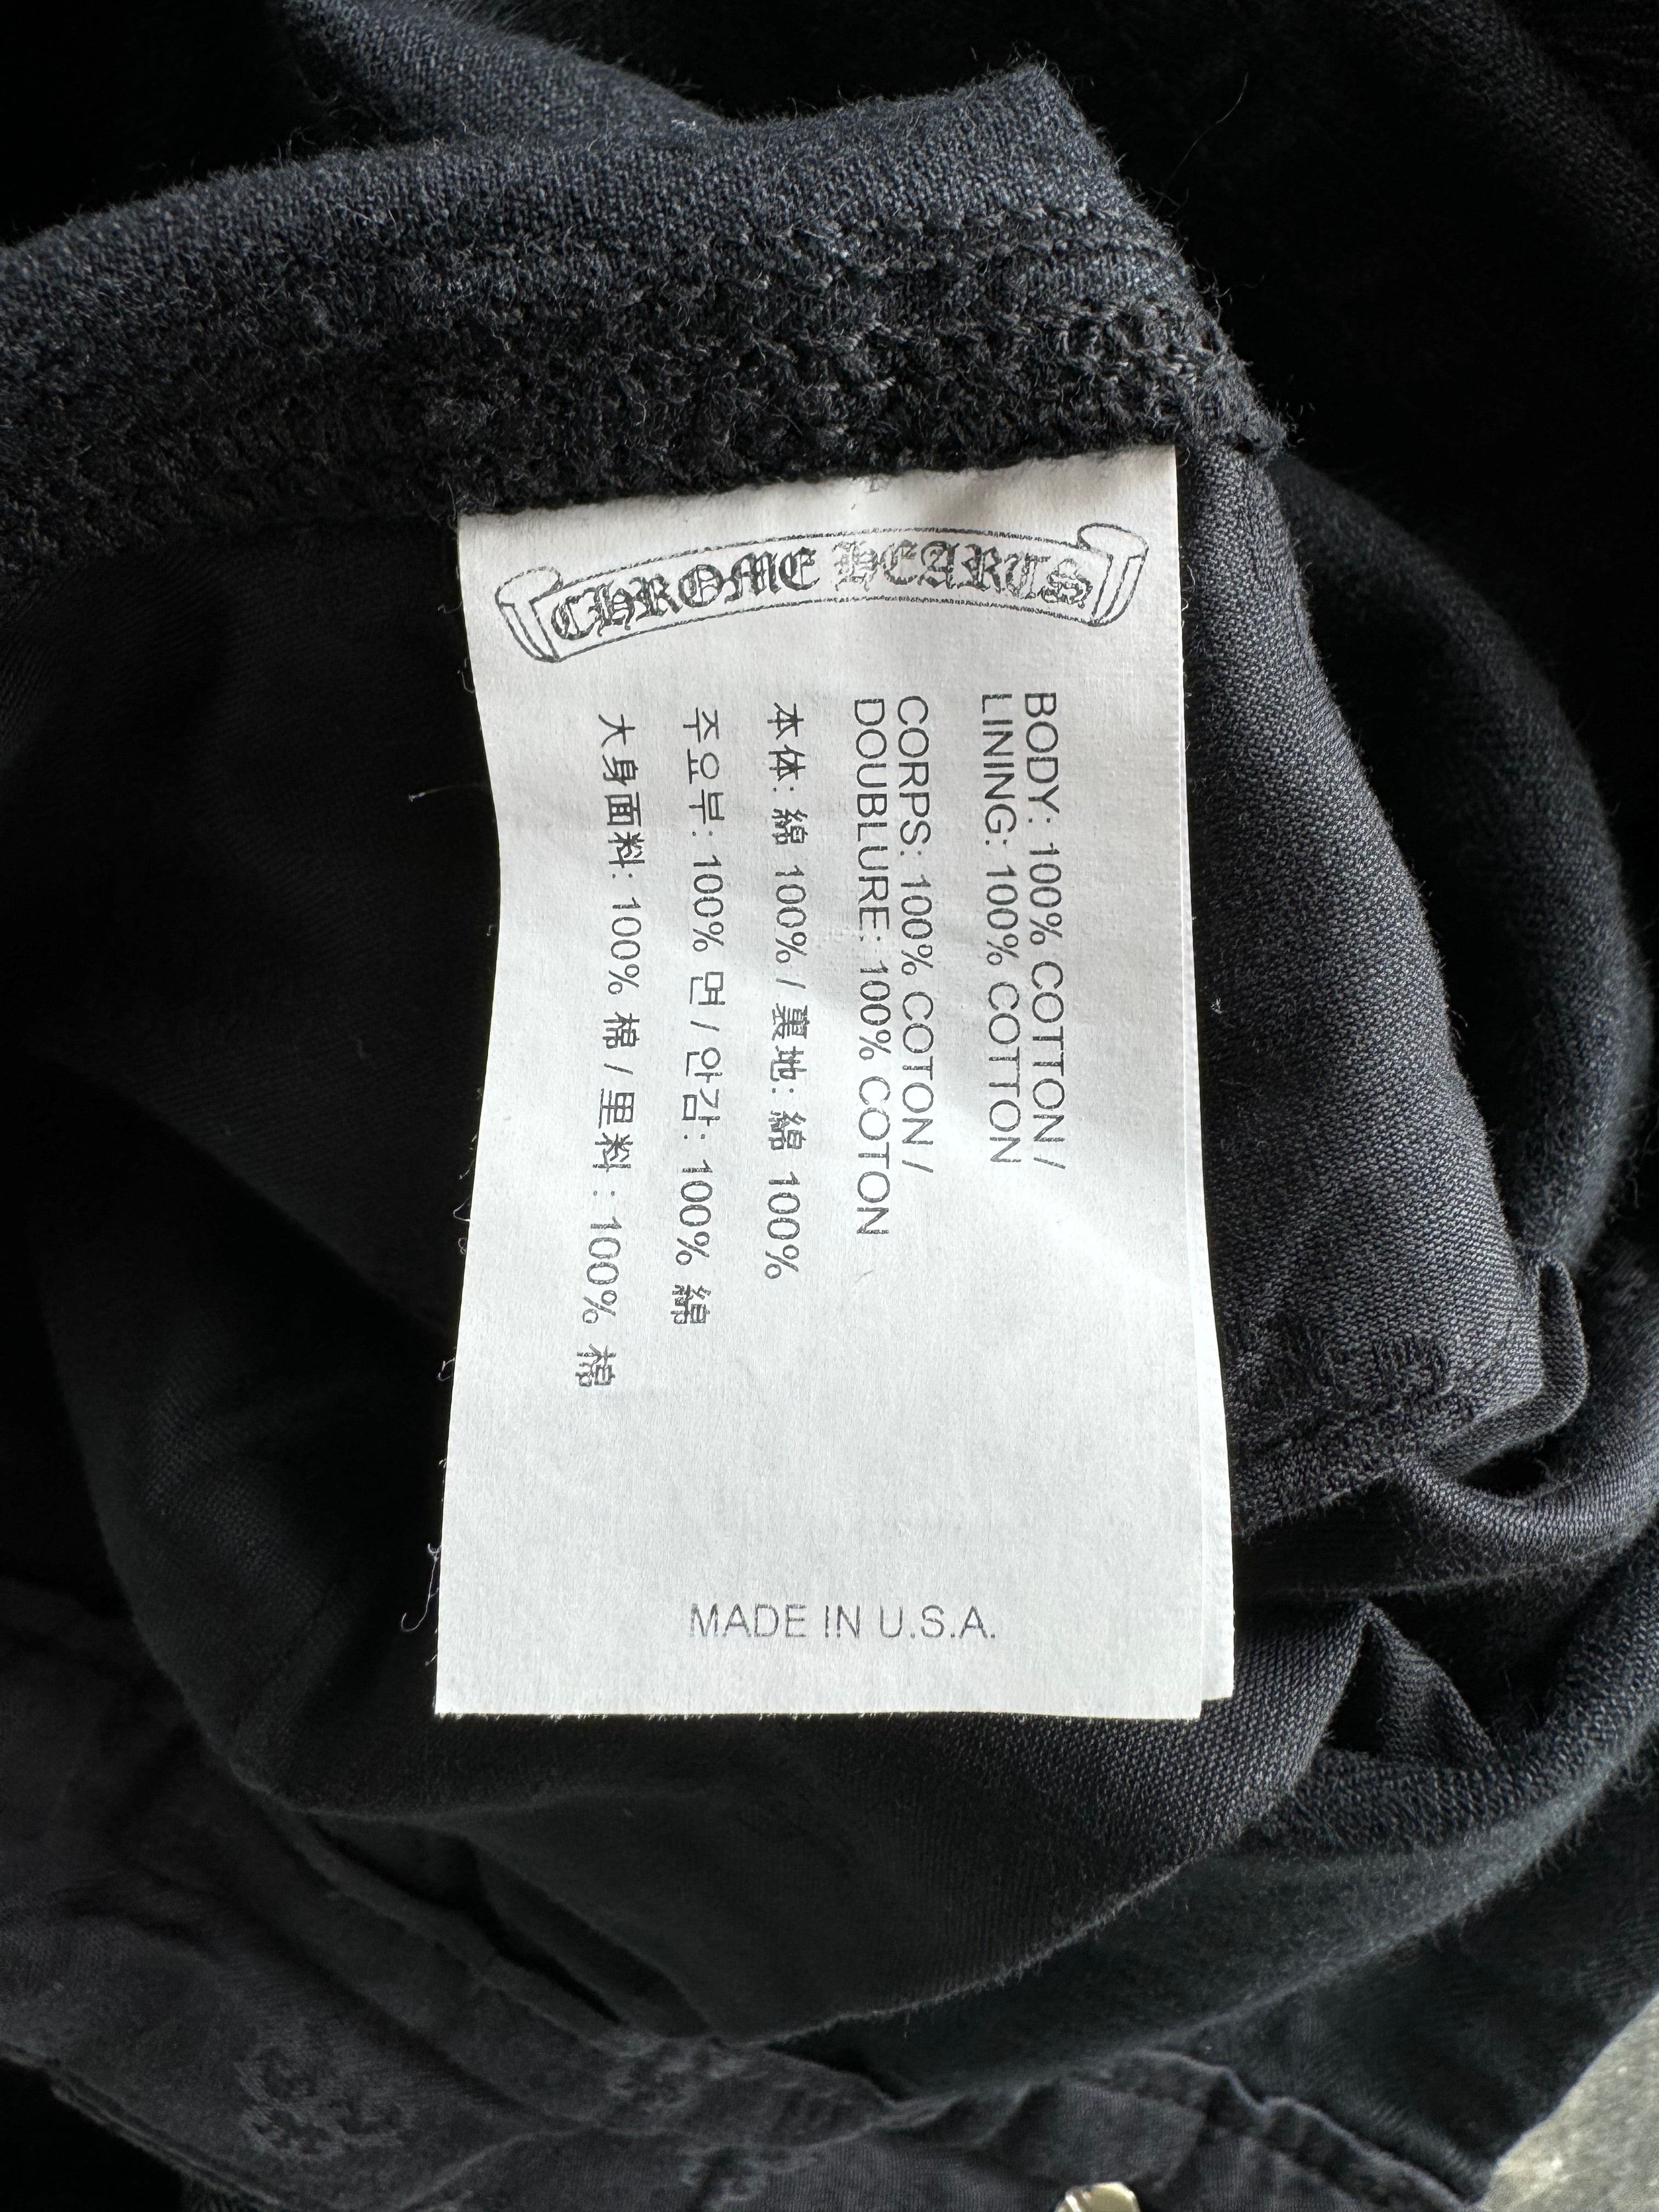 CHROME HEARTS
BODY: 100% COTTON /
LINING: 100% COTTON
CORPS: 100% COTON /
DOUBLURE: 100% COTON
本体: 綿 100% / 裏地: 綿 100%
주요부: 100% 면 / 안감: 100% 綿
大身面料: 100% 棉 / 里料 : 100% 棉
MADE IN U.S.A.